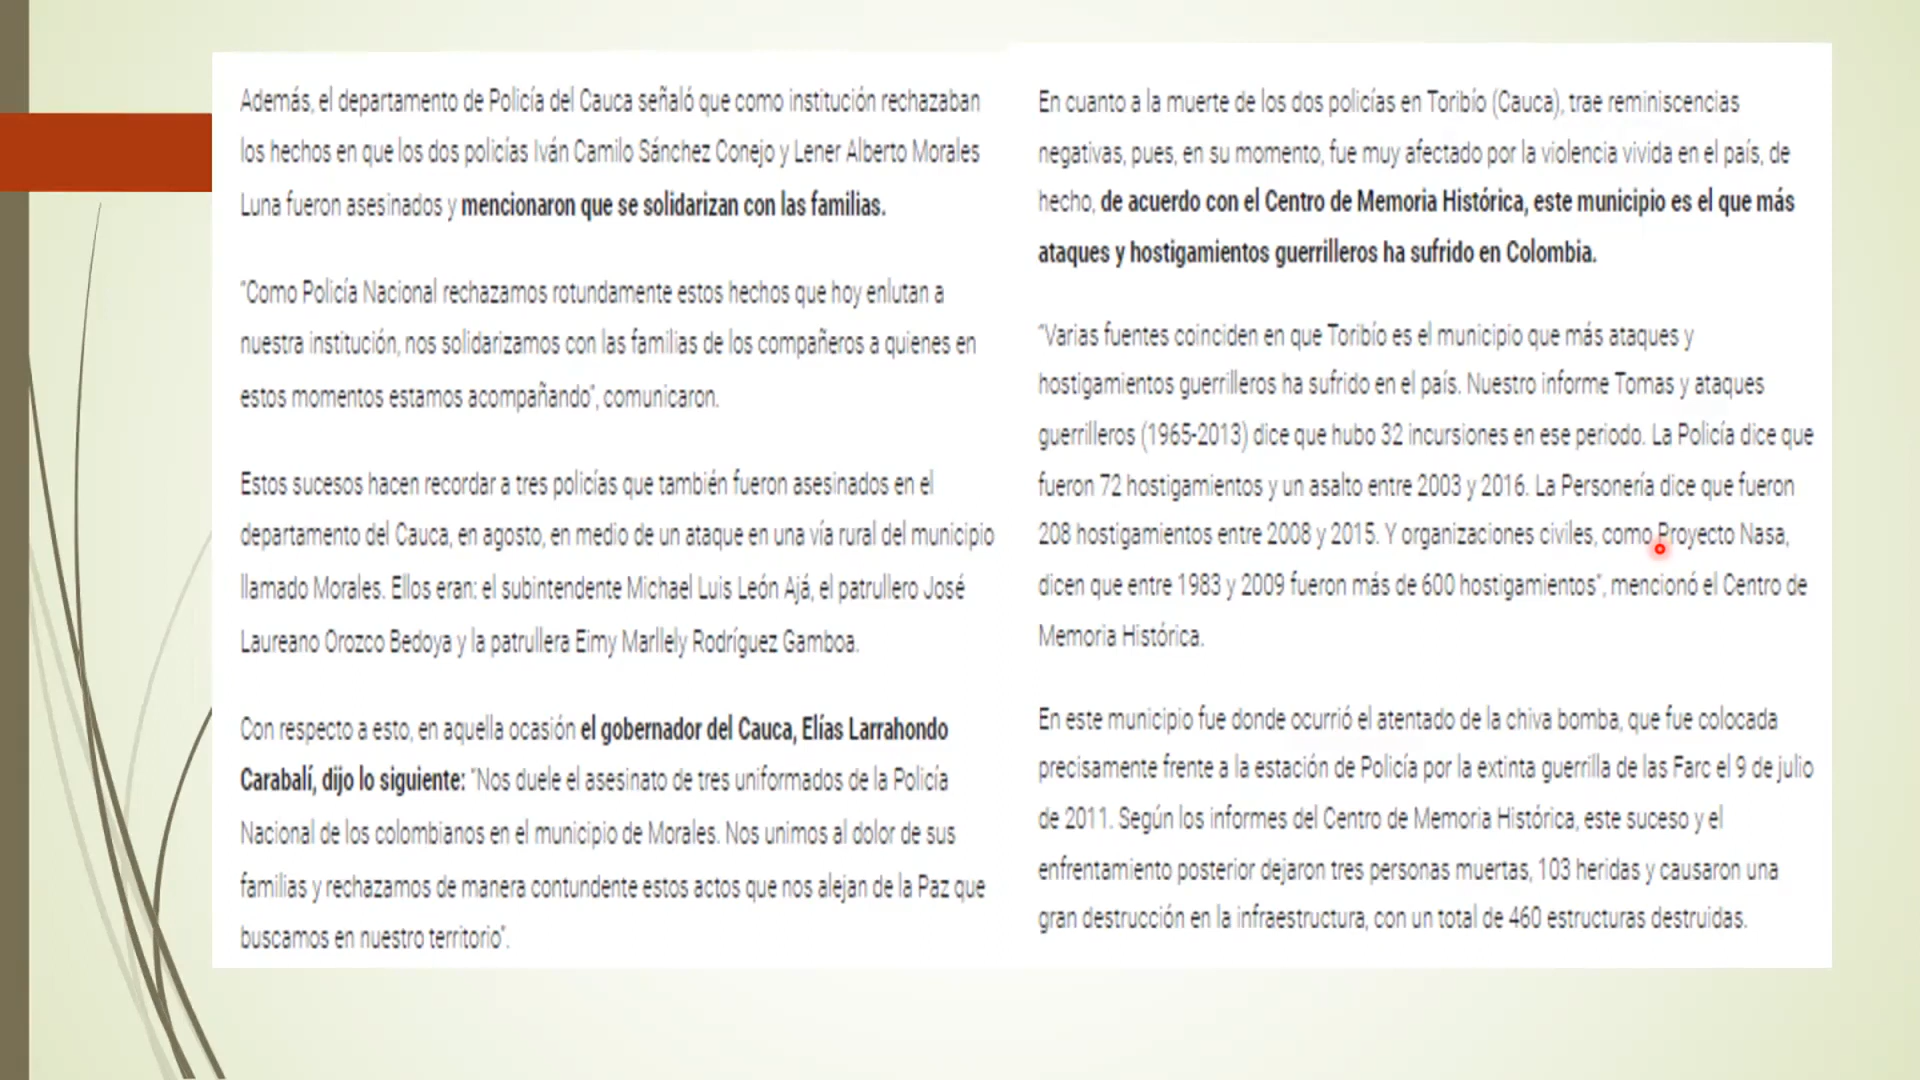 Además, el departamento de Policía del Cauca señaló que como institución rechazaban
los hechos en que los dos policías Iván Camilo Sánchez Conejo y Lener Alberto Morales
Luna fueron asesinados y mencionaron que se solidarizan con las familias.
"Como Policía Nacional rechazamos rotundamente estos hechos que hoy enlutan a
nuestra institución, nos solidarizamos con las familias de los compañeros a quienes en
estos momentos estamos acompañando", comunicaron.
Estos sucesos hacen recordar a tres policías que también fueron asesinados en el
departamento del Cauca, en agosto, en medio de un ataque en una vía rural del municipio
llamado Morales. Ellos eran: el subintendente Michael Luis León Ajá, el patrullero José
Laureano Orozco Bedoya y la patrullera Eimy Marllely Rodríguez Gamboa.
Con respecto a esto, en aquella ocasión el gobernador del Cauca, Elías Larrahondo
Carabalí, dijo lo siguiente: "Nos duele el asesinato de tres uniformados de la Policía
Nacional de los colombianos en el municipio de Morales. Nos unimos al dolor de sus
familias y rechazamos de manera contundente estos actos que nos alejan de la Paz que
buscamos en nuestro territorio".
En cuanto a la muerte de los dos policías en Toribío (Cauca), trae reminiscencias
negativas, pues, en su momento, fue muy afectado por la violencia vivida en el país, de
hecho, de acuerdo con el Centro de Memoria Histórica, este municipio es el que más
ataques y hostigamientos guerrilleros ha sufrido en Colombia.
"Varias fuentes coinciden en que Toribío es el municipio que más ataques y
hostigamientos guerrilleros ha sufrido en el país. Nuestro informe Tomas y ataques
guerrilleros (1965-2013) dice que hubo 32 incursiones en ese periodo. La Policía dice que
fueron 72 hostigamientos y un asalto entre 2003 y 2016. La Personería dice que fueron
208 hostigamientos entre 2008 y 2015. Y organizaciones civiles, como Proyecto Nasa,
dicen que entre 1983 y 2009 fueron más de 600 hostigamientos", mencionó el Centro de
Memoria Histórica.
En este municipio fue donde ocurrió el atentado de la chiva bomba, que fue colocada
precisamente frente a la estación de Policía por la extinta guerrilla de las Farc el 9 de julio
de 2011. Según los informes del Centro de Memoria Histórica, este suceso y el
enfrentamiento posterior dejaron tres personas muertas, 103 heridas y causaron una
gran destrucción en la infraestructura, con un total de 460 estructuras destruidas.